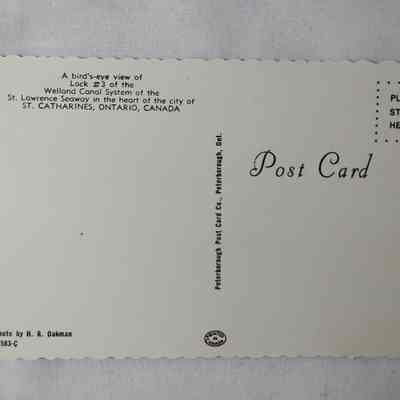 A bird's-eye view of
Lock #3 of the
Welland Canal System of the
St. Lawrence Seaway in the heart of the city of
ST. CATHARINES, ONTARIO, CANADA
Peterborough Post Card Co., Peterborough, Ont.
Post Card
PL
ST
HE
oto by H. R. Oakman
583-C